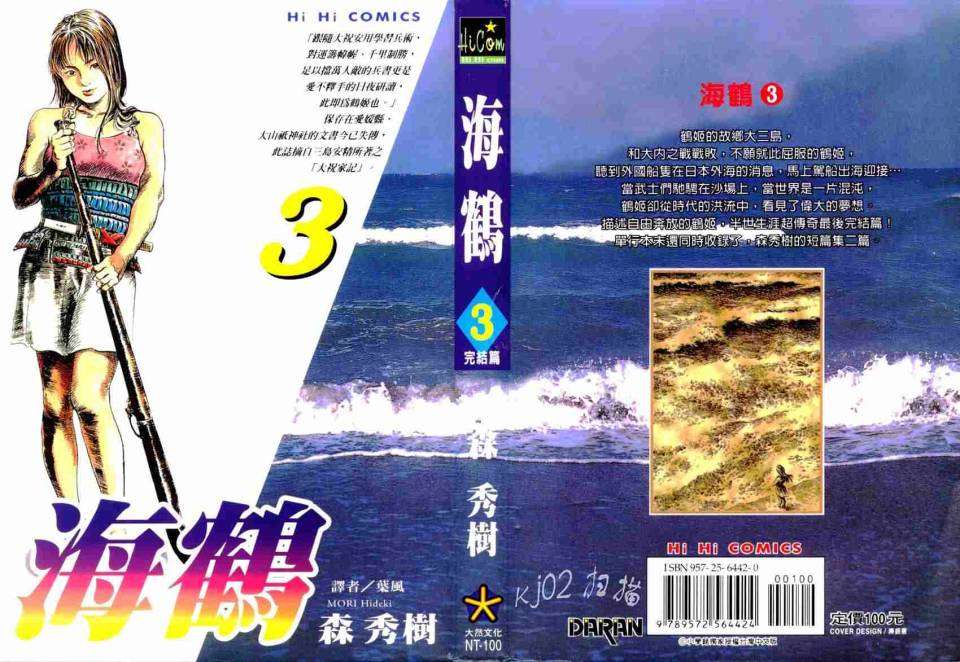 Hi Hi COMICS
「跟隨大祝安用學習兵術，
對運籌帷幄、千里制勝，
足以擋萬人敵的兵書更是
愛不釋手的日夜研讀，
此即為鶴姬也。」
保存在愛媛縣，
大山祇神社的文書今已失傳，
此誌摘自三島安精所著之
「大祝家記」。
3
海鶴
譯者／葉風
MORI Hideki
森秀樹
HiCom
Hi Hi com
海鶴
3
完結篇
森秀樹
大然文化
NT-100
海鶴 3
鶴姬的故鄉大三島，
和大內之戰戰敗，不願就此屈服的鶴姬，
聽到外國船隻在日本外海的消息，馬上駕船出海迎接…
當武士們馳騁在沙場上，當世界是一片混沌，
鶴姬卻從時代的洪流中，看見了偉大的夢想。
描述自由奔放的鶴姬，半世生涯超傳奇最後完結篇！
單行本末還同時收錄了，森秀樹的短篇集二篇。
Hi Hi COMICS
ISBN 957-25-6442-0
00100
9 789572 564424
kj02 扫描
DARAN
定價100元
COVER DESIGN /